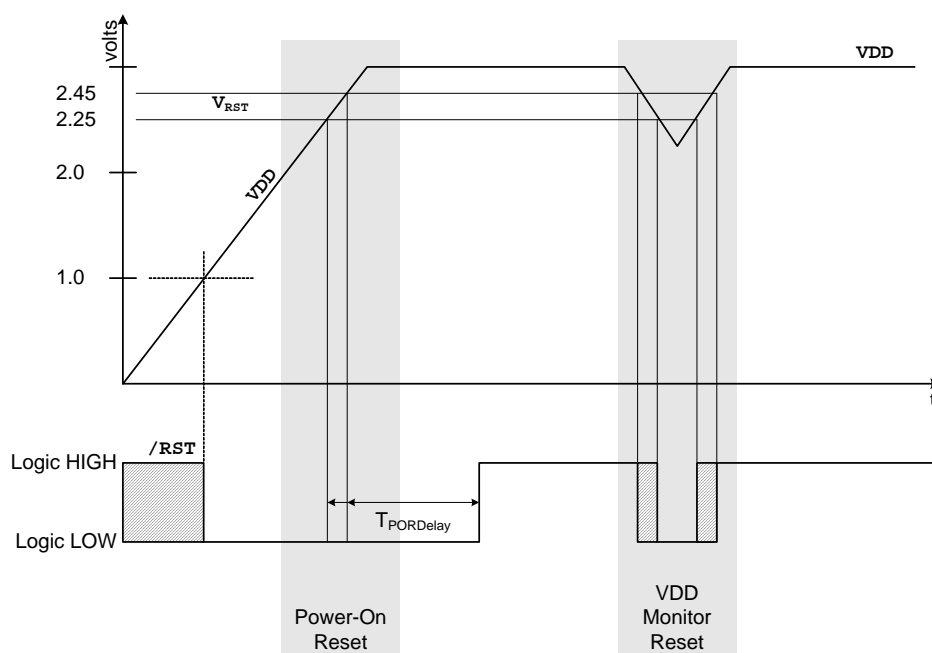 volts
VDD
2.45
VRST
2.25
2.0
VDD
1.0
t
/RST
Logic HIGH
TPORDelay
Logic LOW
Power-On
Reset
VDD
Monitor
Reset